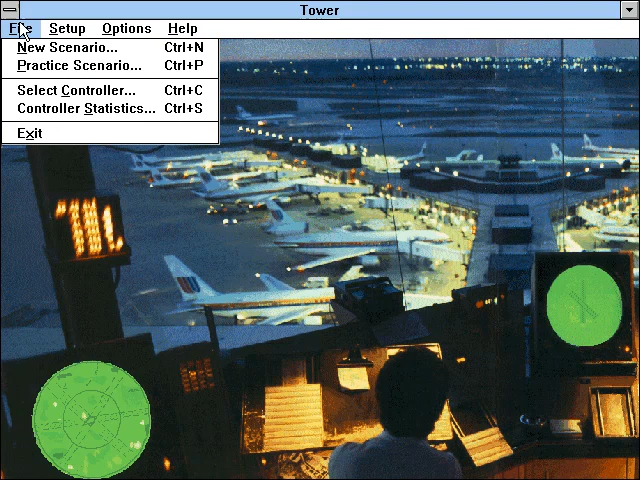 Tower
File Setup Options Help
New Scenario... Ctrl+N
Practice Scenario... Ctrl+P
Select Controller... Ctrl+C
Controller Statistics... Ctrl+S
Exit